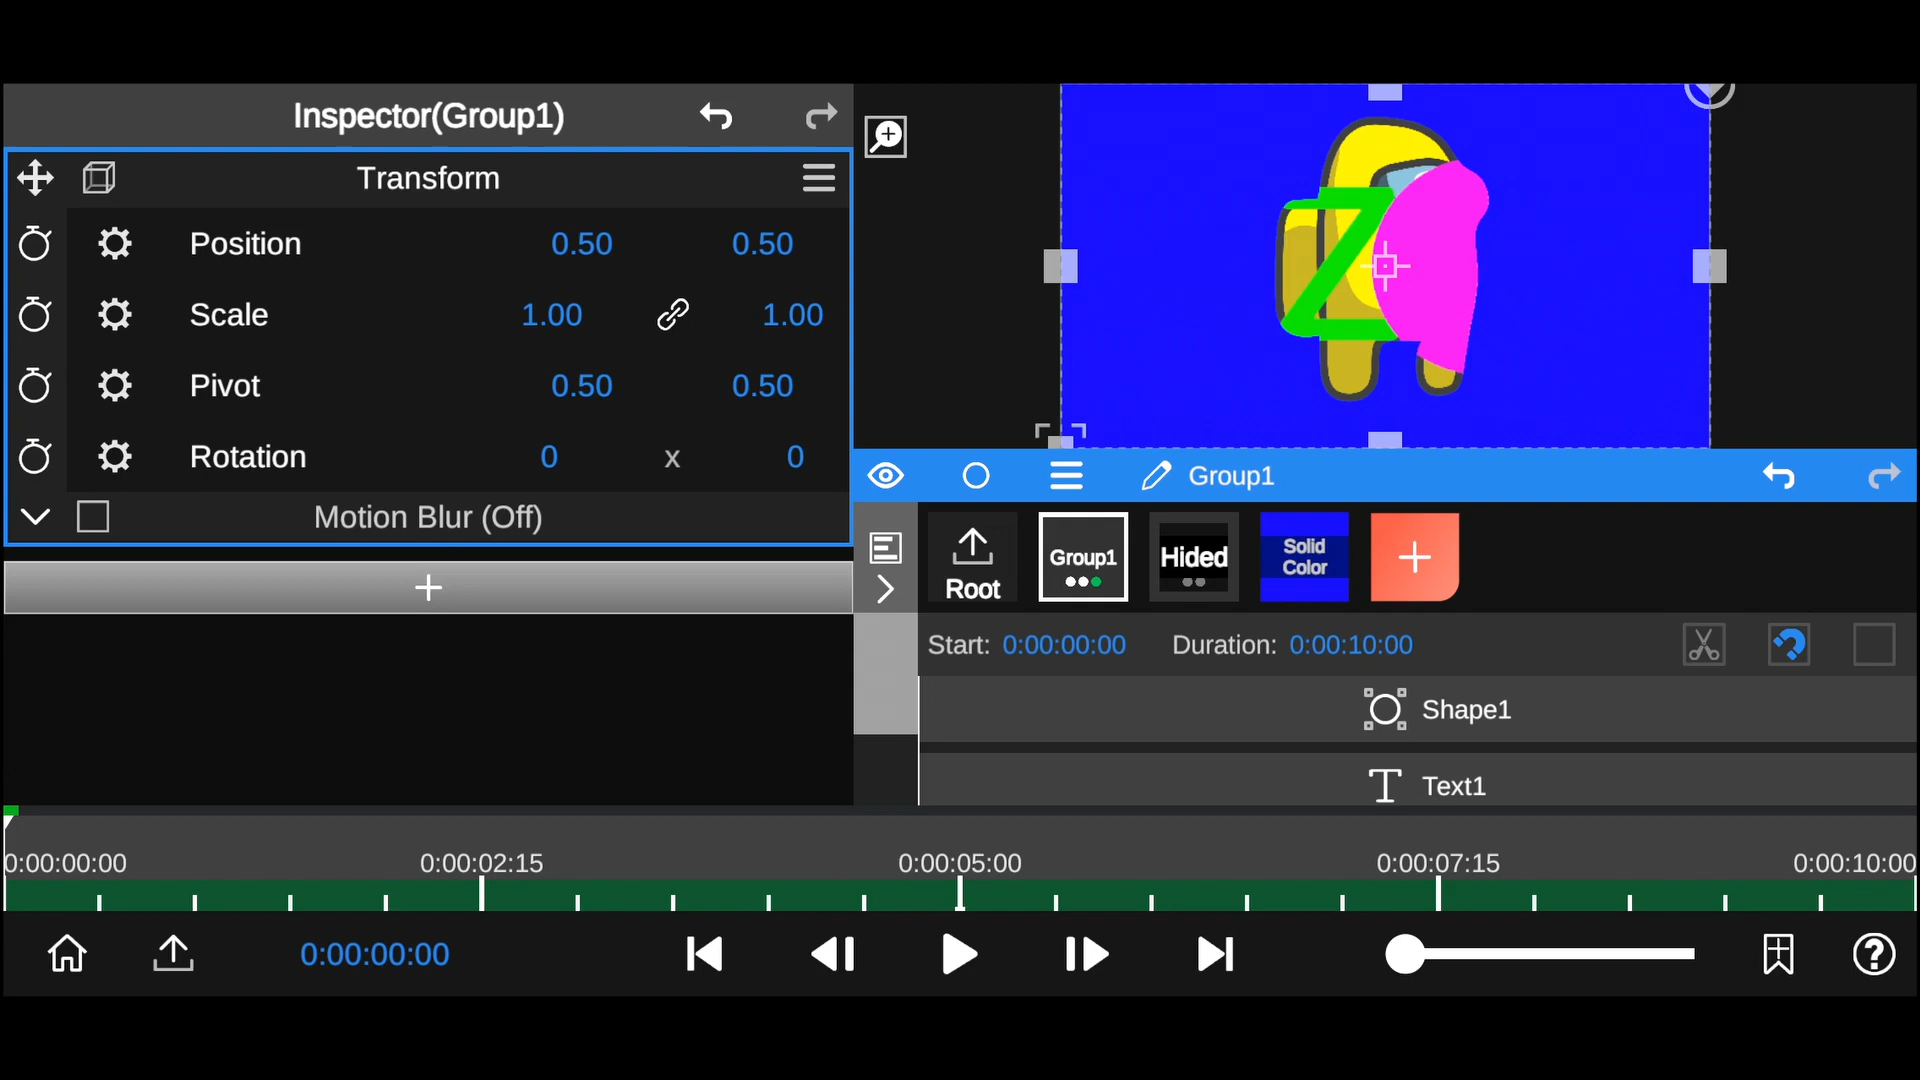 Inspector(Group1)
Transform
Position 0.50 0.50
Scale 1.00 1.00
Pivot 0.50 0.50
Rotation 0 x 0
Motion Blur (Off)
+
Z
Group1
Root
Group1
Hided
Solid
Color
+
Start: 0:00:00:00 Duration: 0:00:10:00
Shape1
T Text1
0:00:00:00 0:00:02:15 0:00:05:00 0:00:07:15 0:00:10:00
0:00:00:00
?